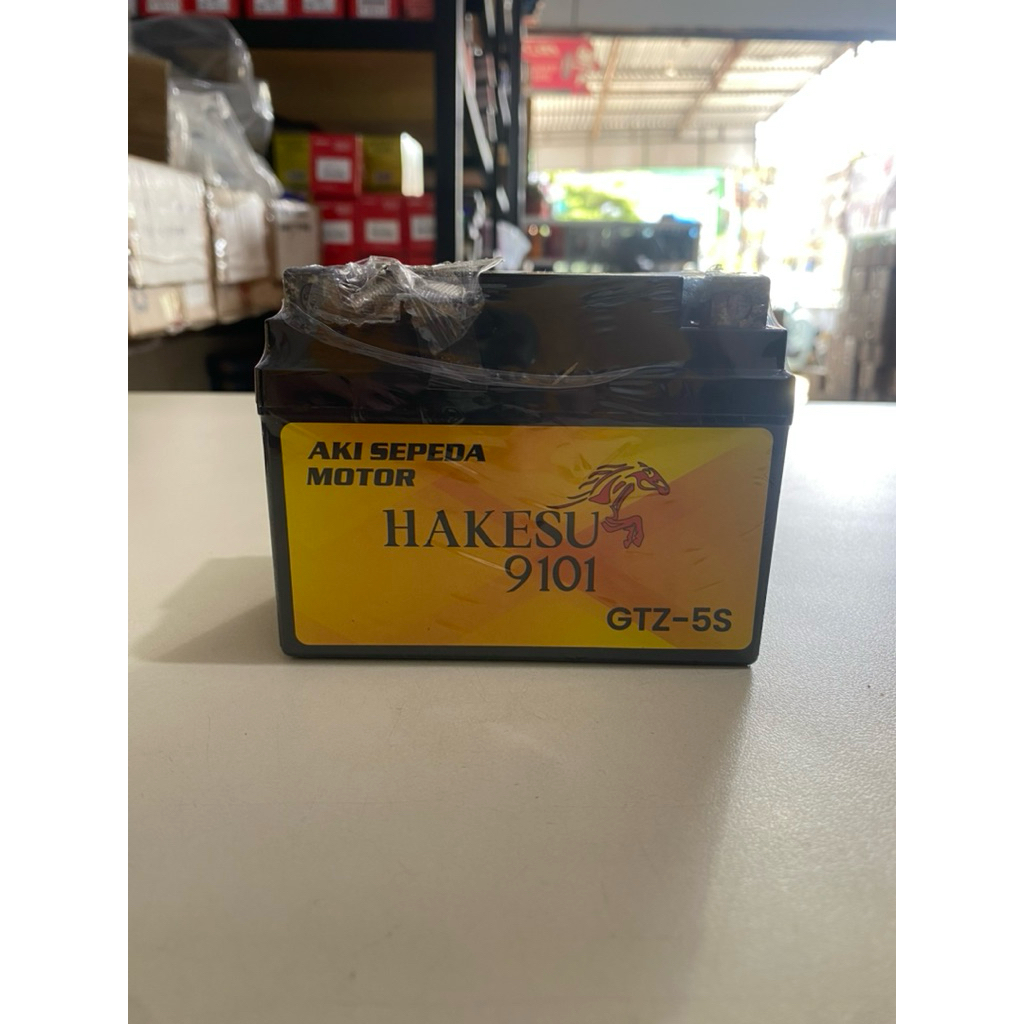 AKI SEPEDA
MOTOR
HAKESU
9101
GTZ-5S